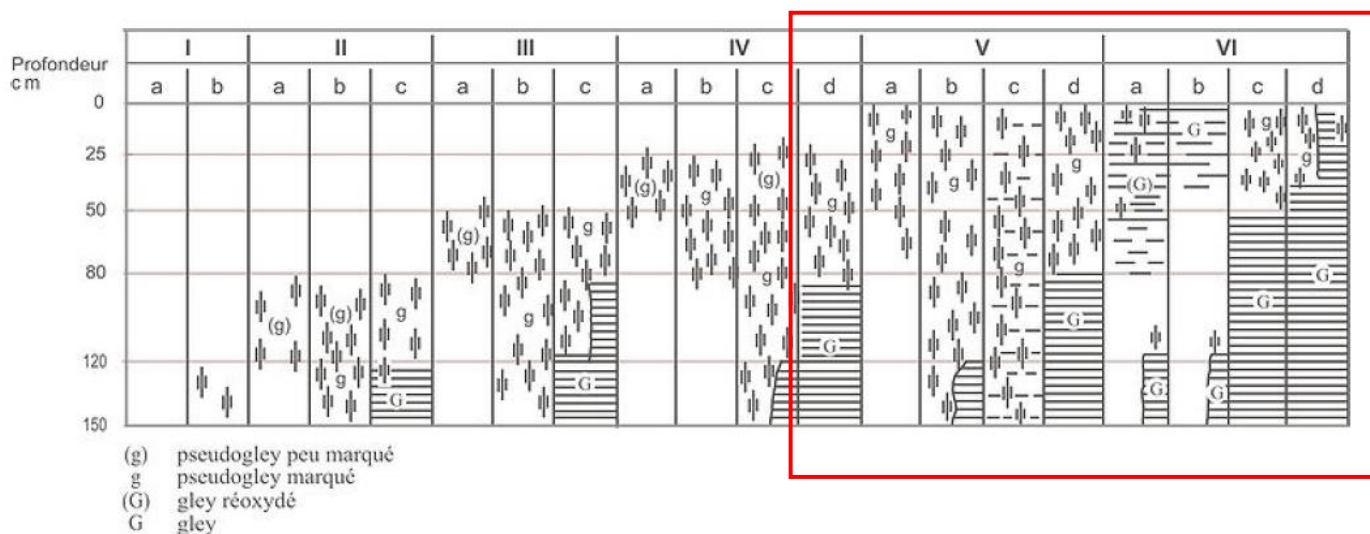 I II III IV V VI
Profondeur
cm a b a b c a b c a b c d a b c d a b c d
0
g g G g
25
(g) (g) g g g (G) g
g g
50
(g) g
g
80
g g G
(g) (g) g g G
g G G
120
g G G G
G
150
(g) pseudogley peu marqué
g pseudogley marqué
(G) gley réoxydé
G gley